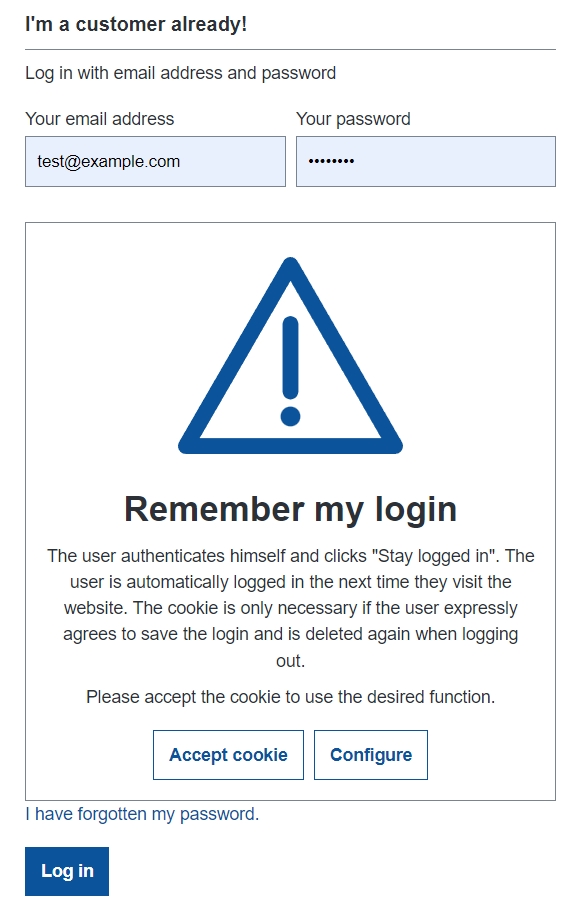 I'm a customer already!
Log in with email address and password
Your email address
Your password
test@example.com
••••••••
Remember my login
The user authenticates himself and clicks "Stay logged in". The
user is automatically logged in the next time they visit the
website. The cookie is only necessary if the user expressly
agrees to save the login and is deleted again when logging
out.
Please accept the cookie to use the desired function.
Accept cookie
Configure
I have forgotten my password.
Log in